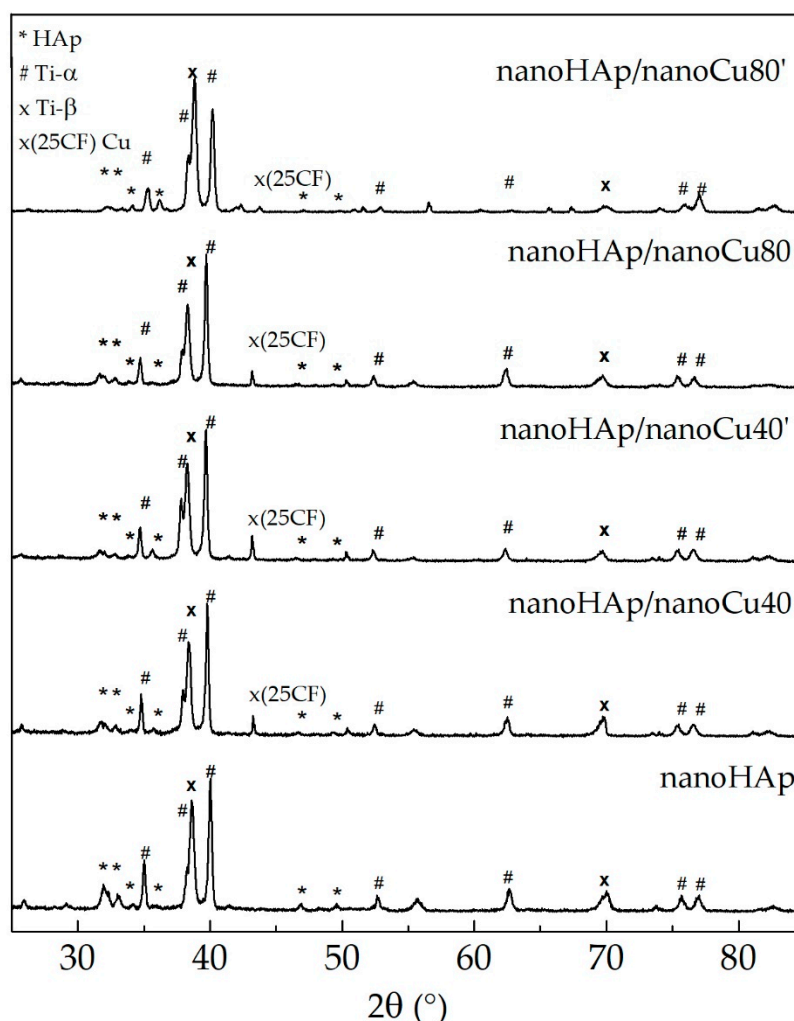 * HAp
# Ti-α
x Ti-β
x(25CF) Cu
nanoHAp/nanoCu80'
* * * # * # x # x(25CF) * * # # x # #
nanoHAp/nanoCu80
* * * # * # x # x(25CF) * * # # x # #
nanoHAp/nanoCu40'
* * * # * # x # x(25CF) * * # # x # #
nanoHAp/nanoCu40
* * * # * # x # x(25CF) * * # # x # #
nanoHAp
* * * # * # x # * * # # x # #
30 40 50 60 70 80
2θ (°)